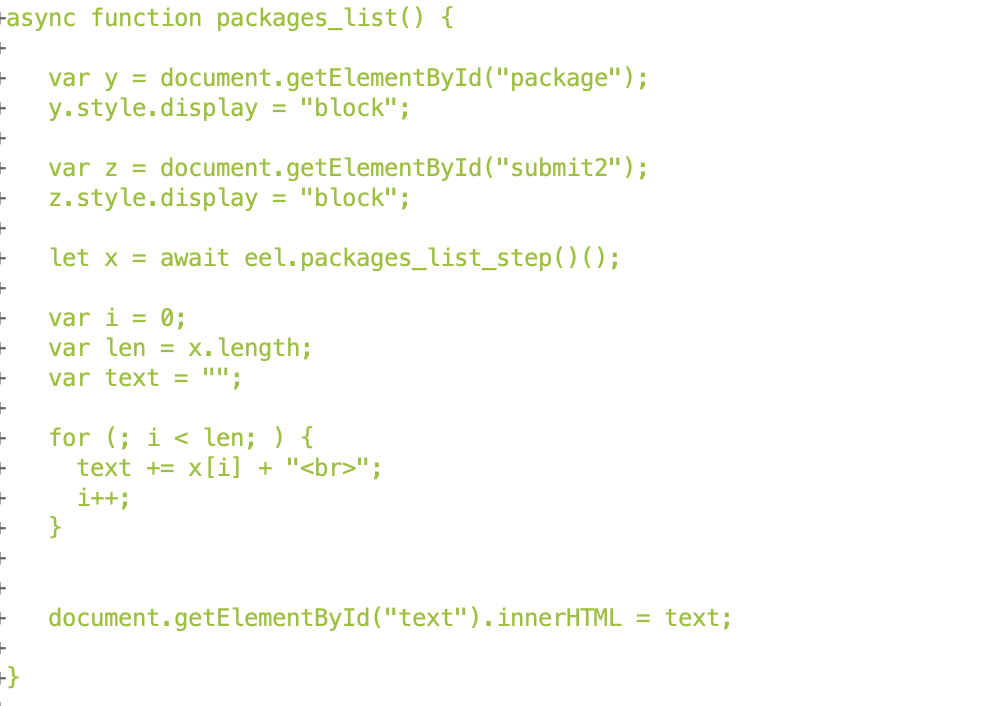 +async function packages_list() {
+
+   var y = document.getElementById("package");
+   y.style.display = "block";
+
+   var z = document.getElementById("submit2");
+   z.style.display = "block";
+
+   let x = await eel.packages_list_step()();
+
+   var i = 0;
+   var len = x.length;
+   var text = "";
+
+   for (; i < len; ) {
+     text += x[i] + "<br>";
+     i++;
+   }
+
+
+   document.getElementById("text").innerHTML = text;
+
+}